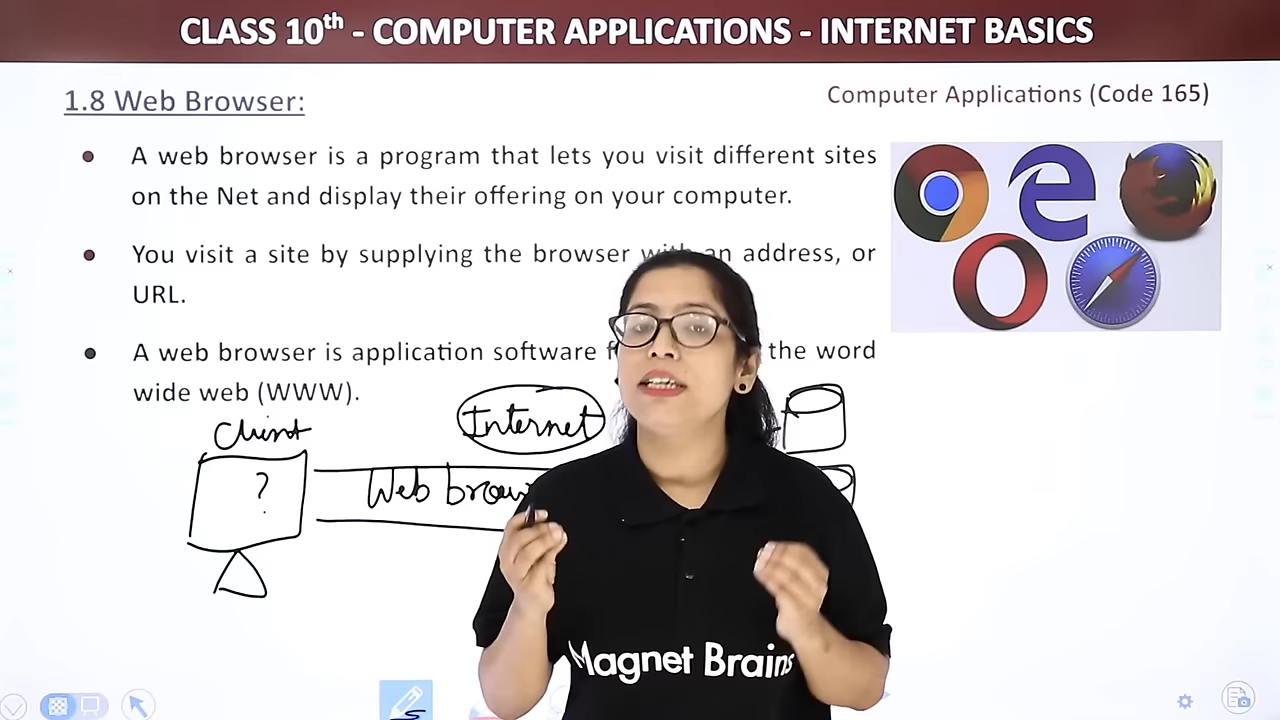 CLASS 10th - COMPUTER APPLICATIONS - INTERNET BASICS
1.8 Web Browser:
Computer Applications (Code 165)
A web browser is a program that lets you visit different sites
on the Net and display their offering on your computer.
You visit a site by supplying the browser with an address, or
URL.
A web browser is application software the word
wide web (WWW).
Client
Internet
?
Web brow
Magnet Brains